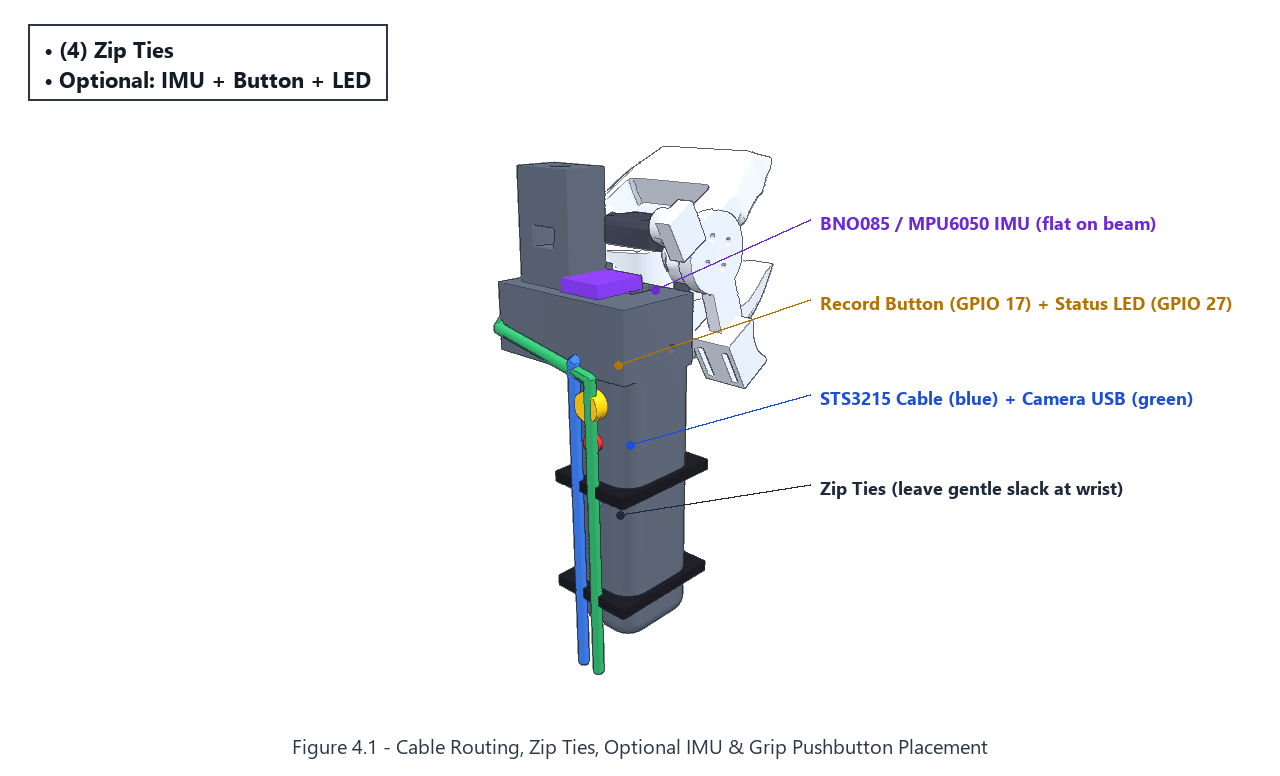 • (4) Zip Ties
• Optional: IMU + Button + LED
BNO085 / MPU6050 IMU (flat on beam)
Record Button (GPIO 17) + Status LED (GPIO 27)
STS3215 Cable (blue) + Camera USB (green)
Zip Ties (leave gentle slack at wrist)
Figure 4.1 - Cable Routing, Zip Ties, Optional IMU & Grip Pushbutton Placement